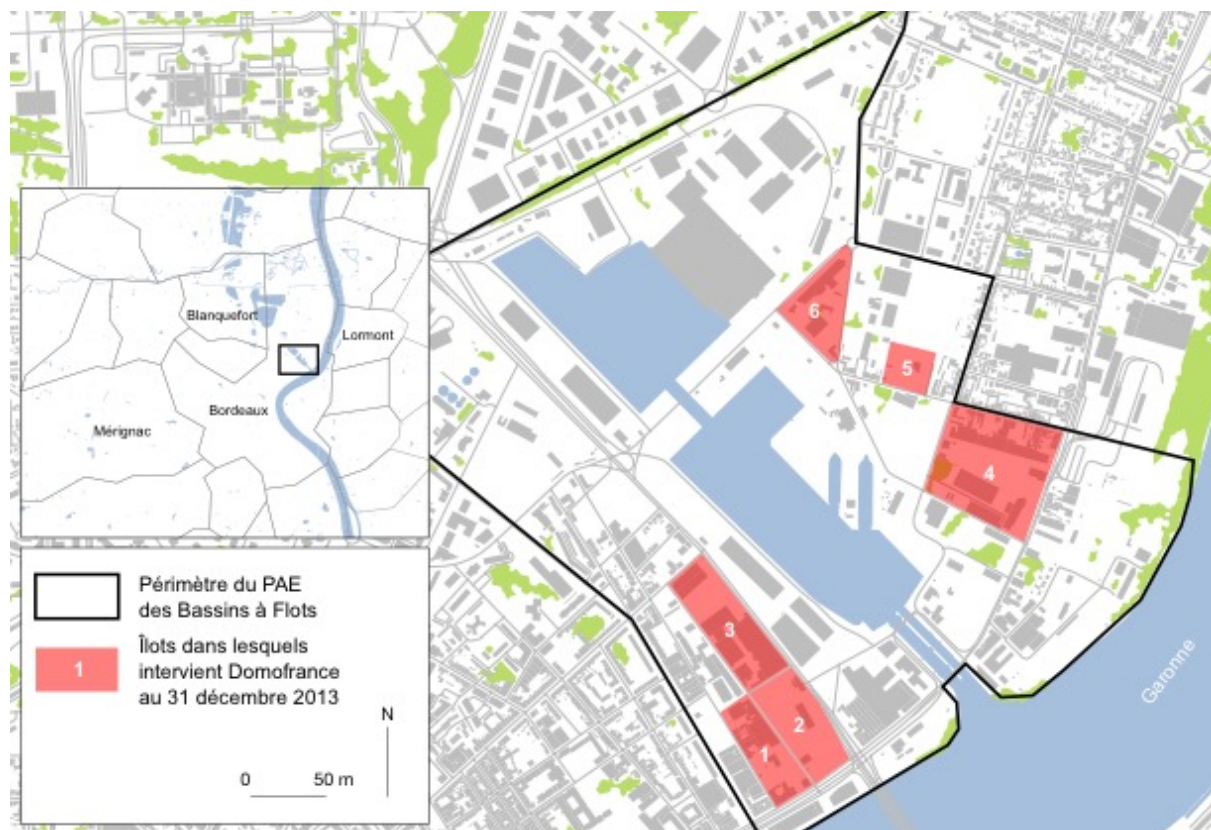 Blanquefort
Lormont
Bordeaux
Mérignac
Périmètre du PAE
des Bassins à Flots
1
Îlots dans lesquels
intervient Domofrance
au 31 décembre 2013
N
0 50 m
6
5
4
3
2
1
Garonne